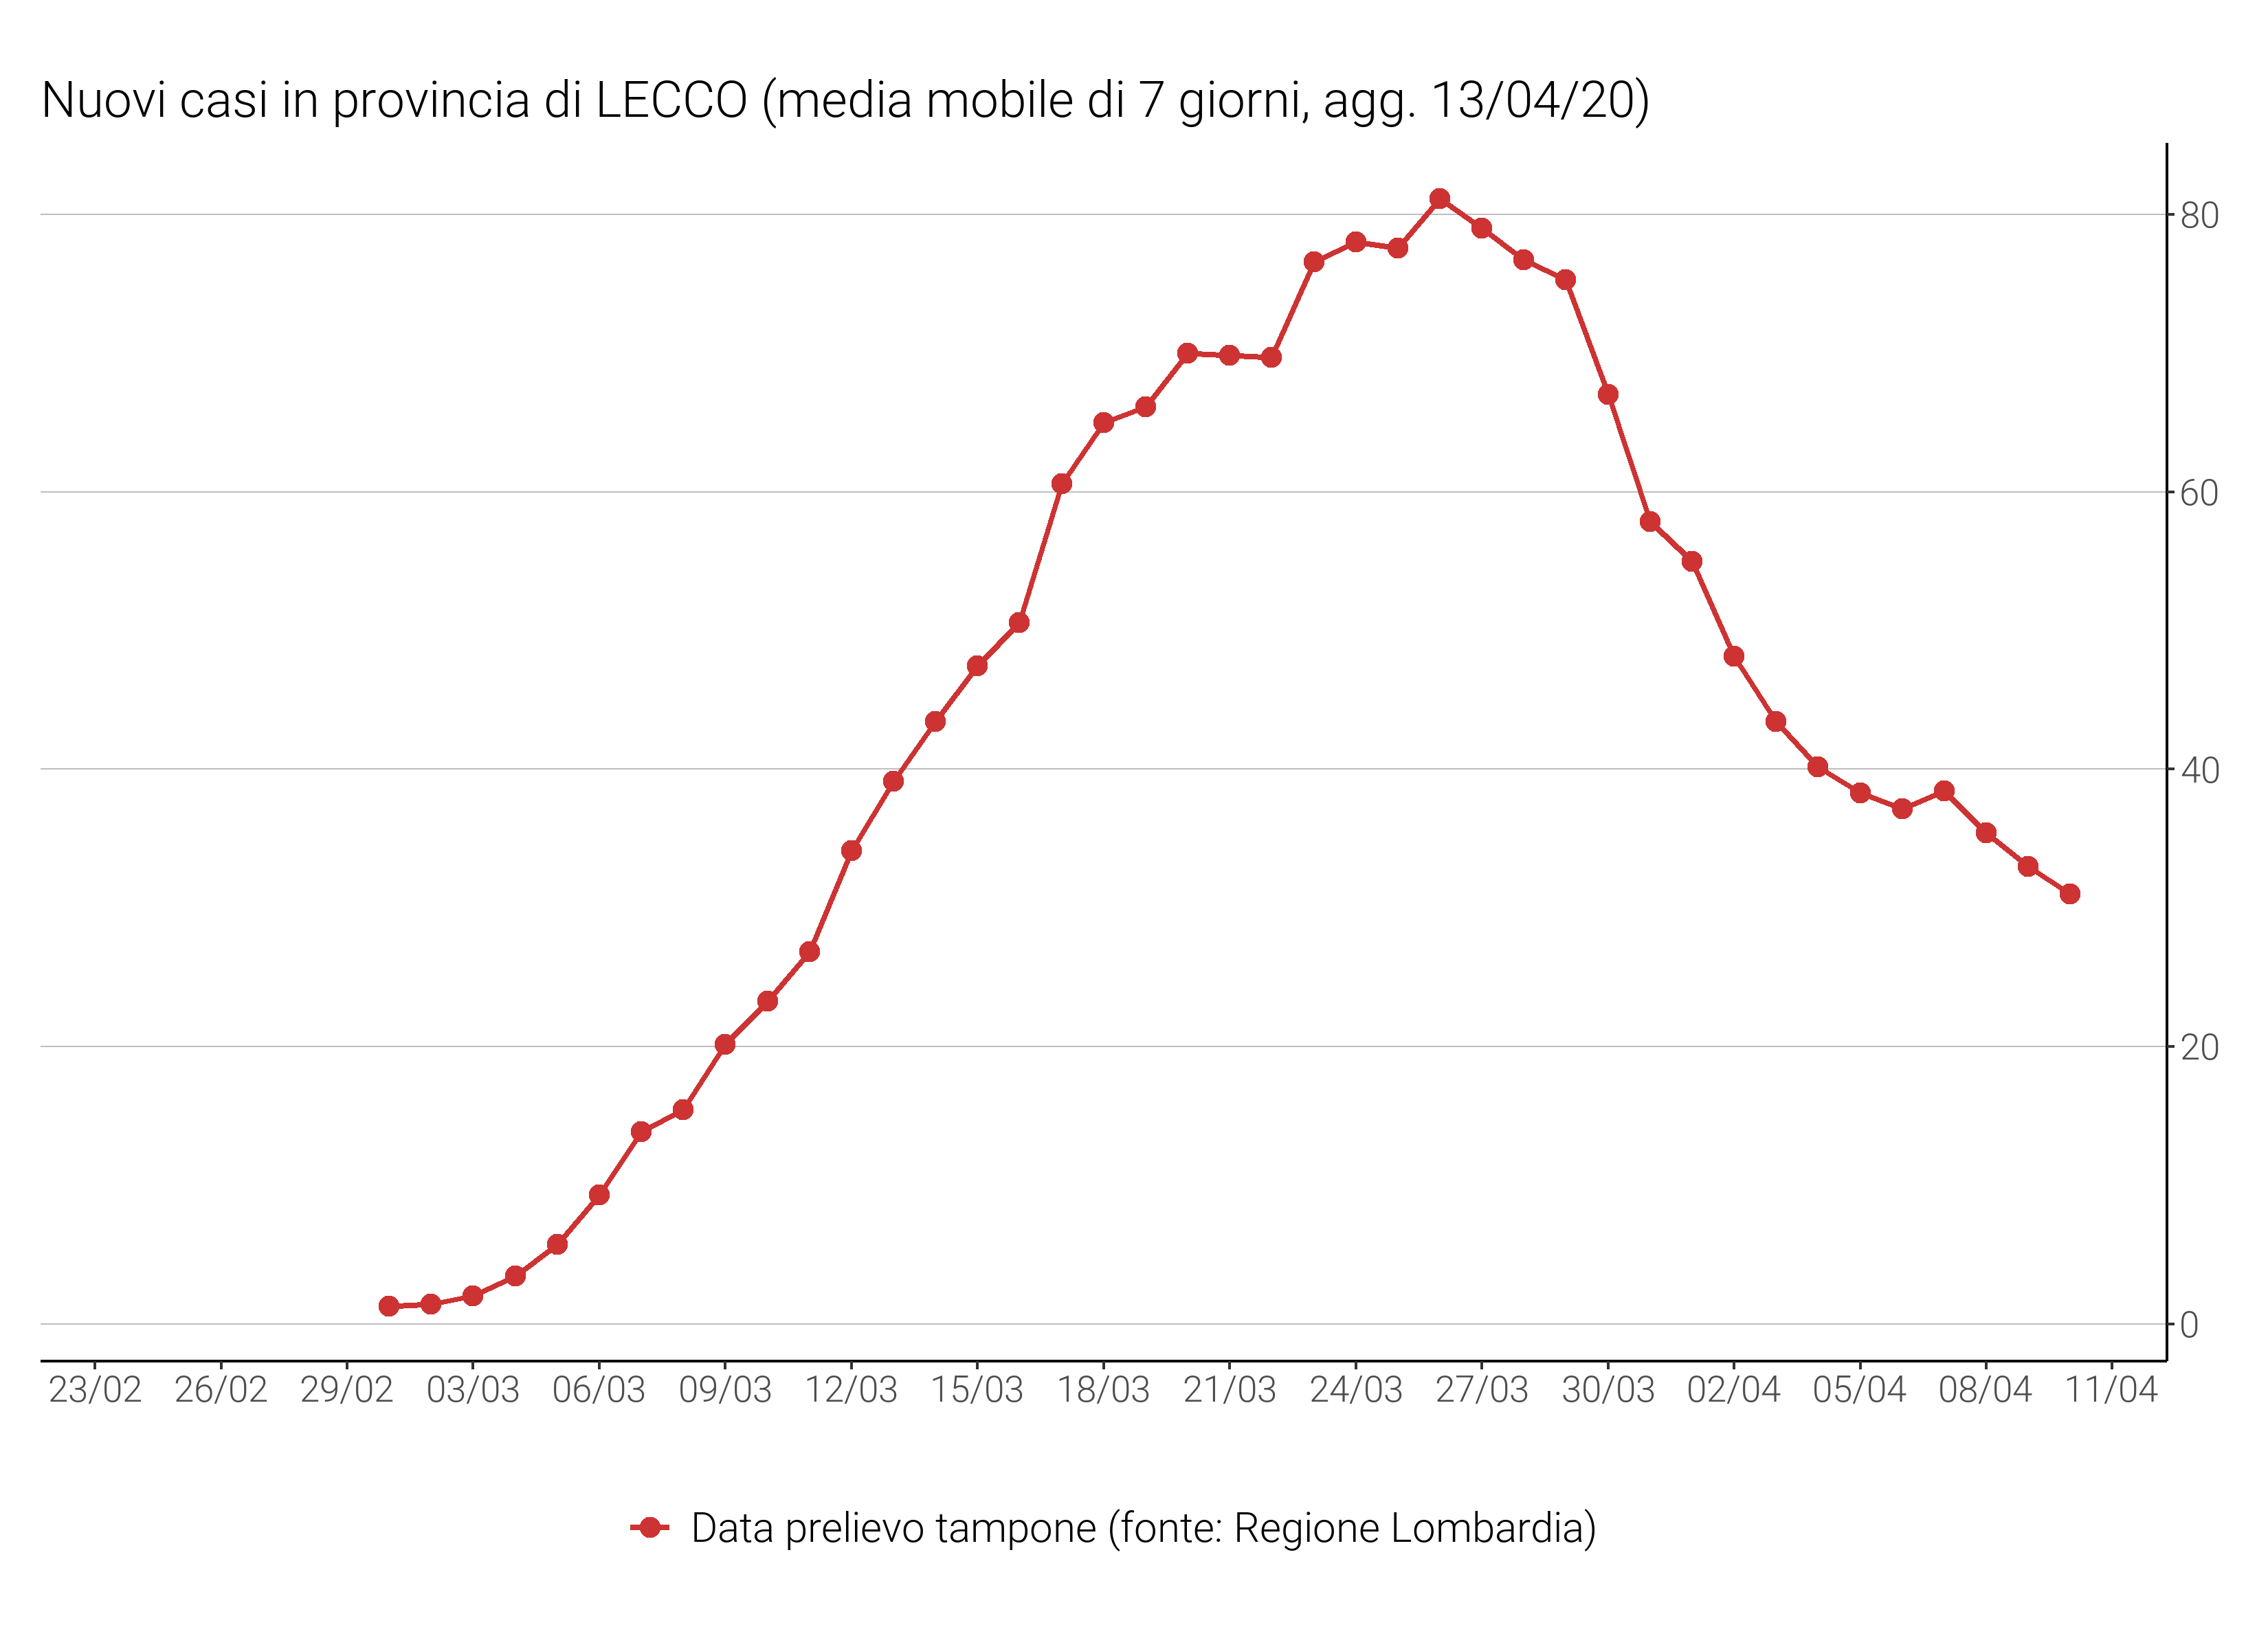 Nuovi casi in provincia di LECCO (media mobile di 7 giorni, agg. 13/04/20)
80
60
40
20
0
23/02 26/02 29/02 03/03 06/03 09/03 12/03 15/03 18/03 21/03 24/03 27/03 30/03 02/04 05/04 08/04 11/04
Data prelievo tampone (fonte: Regione Lombardia)